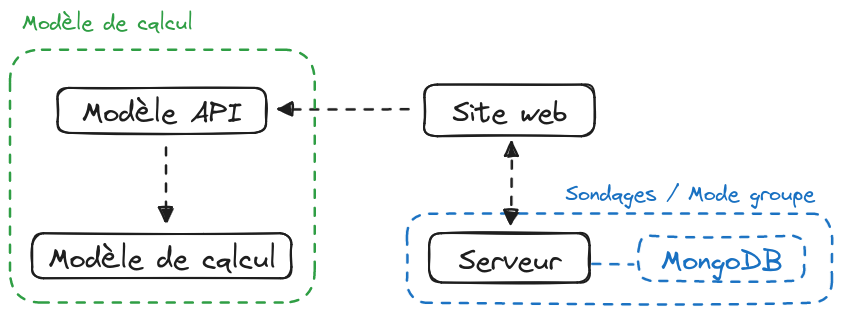 Modèle de calcul
Modèle API
Site web
Sondages / Mode groupe
Modèle de calcul
Serveur
MongoDB